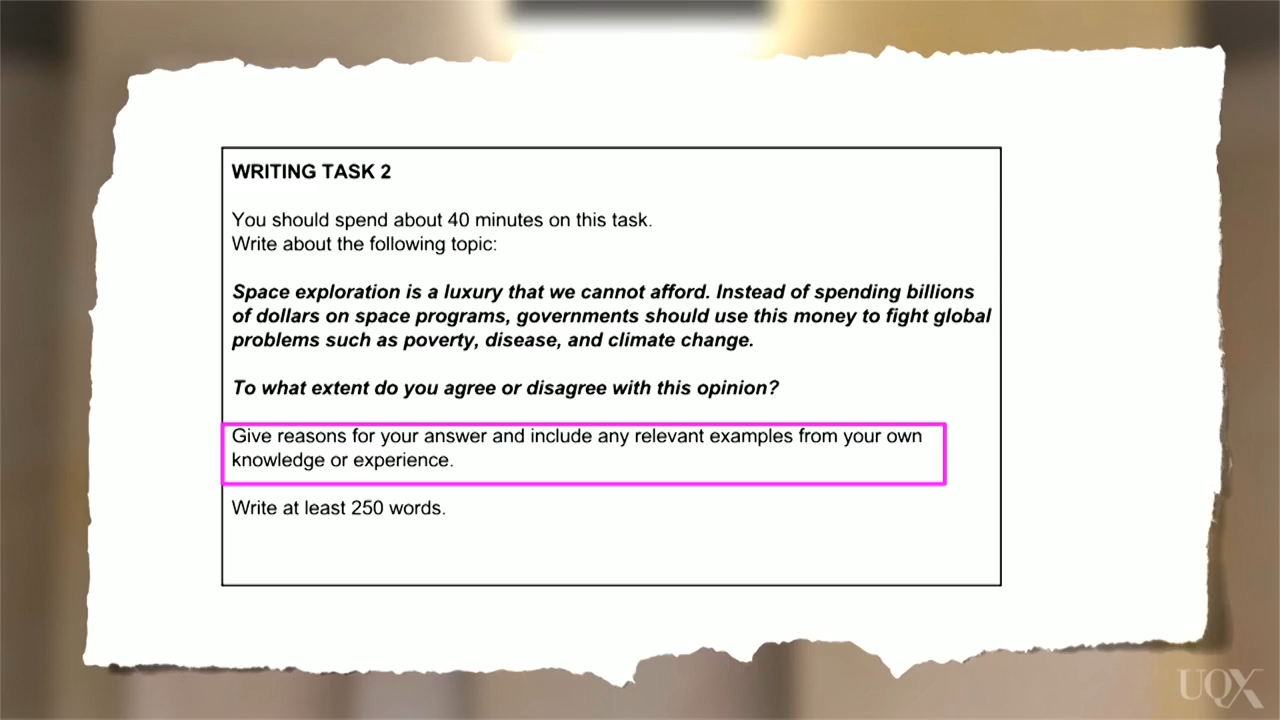 WRITING TASK 2
You should spend about 40 minutes on this task.
Write about the following topic:
Space exploration is a luxury that we cannot afford. Instead of spending billions
of dollars on space programs, governments should use this money to fight global
problems such as poverty, disease, and climate change.
To what extent do you agree or disagree with this opinion?
Give reasons for your answer and include any relevant examples from your own
knowledge or experience.
Write at least 250 words.
UQX